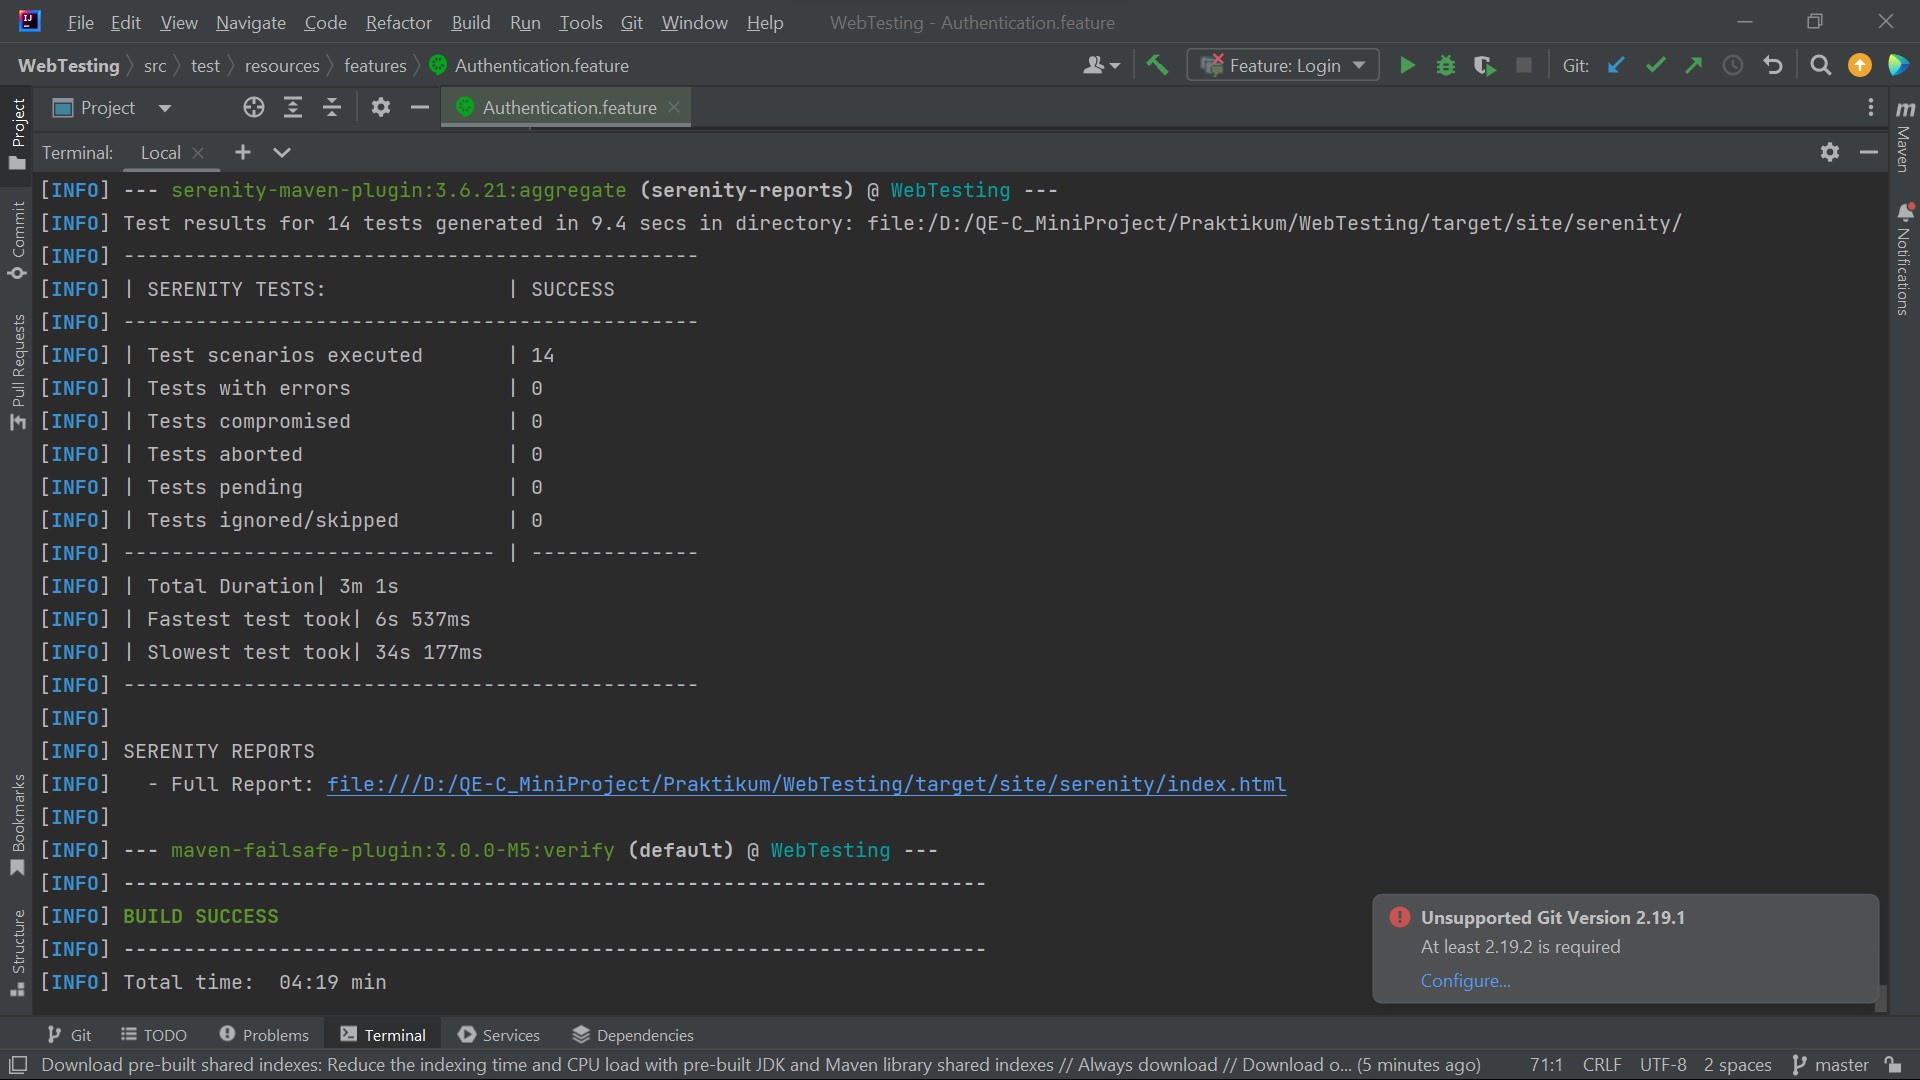 File Edit View Navigate Code Refactor Build Run Tools Git Window Help WebTesting - Authentication.feature
WebTesting src test resources features Authentication.feature Feature: Login Git:
Project Authentication.feature
Terminal: Local
[INFO] --- serenity-maven-plugin:3.6.21:aggregate (serenity-reports) @ WebTesting ---
[INFO] Test results for 14 tests generated in 9.4 secs in directory: file:/D:/QE-C_MiniProject/Praktikum/WebTesting/target/site/serenity/
[INFO] ------------------------------------------------
[INFO] | SERENITY TESTS: | SUCCESS
[INFO] ------------------------------------------------
[INFO] | Test scenarios executed | 14
[INFO] | Tests with errors | 0
[INFO] | Tests compromised | 0
[INFO] | Tests aborted | 0
[INFO] | Tests pending | 0
[INFO] | Tests ignored/skipped | 0
[INFO] ------------------------------- | --------------
[INFO] | Total Duration| 3m 1s
[INFO] | Fastest test took| 6s 537ms
[INFO] | Slowest test took| 34s 177ms
[INFO] ------------------------------------------------
[INFO]
[INFO] SERENITY REPORTS
[INFO]   - Full Report: file:///D:/QE-C_MiniProject/Praktikum/WebTesting/target/site/serenity/index.html
[INFO]
[INFO] --- maven-failsafe-plugin:3.0.0-M5:verify (default) @ WebTesting ---
[INFO] ------------------------------------------------------------------------
[INFO] BUILD SUCCESS
[INFO] ------------------------------------------------------------------------
[INFO] Total time:  04:19 min
Unsupported Git Version 2.19.1
At least 2.19.2 is required
Configure...
Project
Commit
Pull Requests
Bookmarks
Structure
m
Maven
Notifications
Git TODO Problems Terminal Services Dependencies
Download pre-built shared indexes: Reduce the indexing time and CPU load with pre-built JDK and Maven library shared indexes // Always download // Download o... (5 minutes ago) 71:1 CRLF UTF-8 2 spaces master